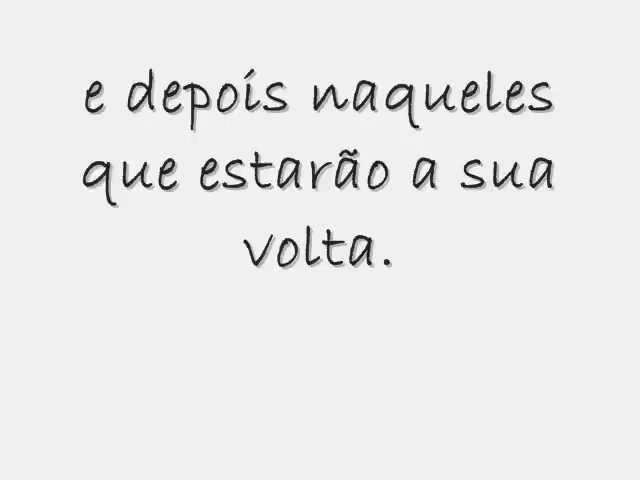 e depois naqueles
que estarão a sua
volta.